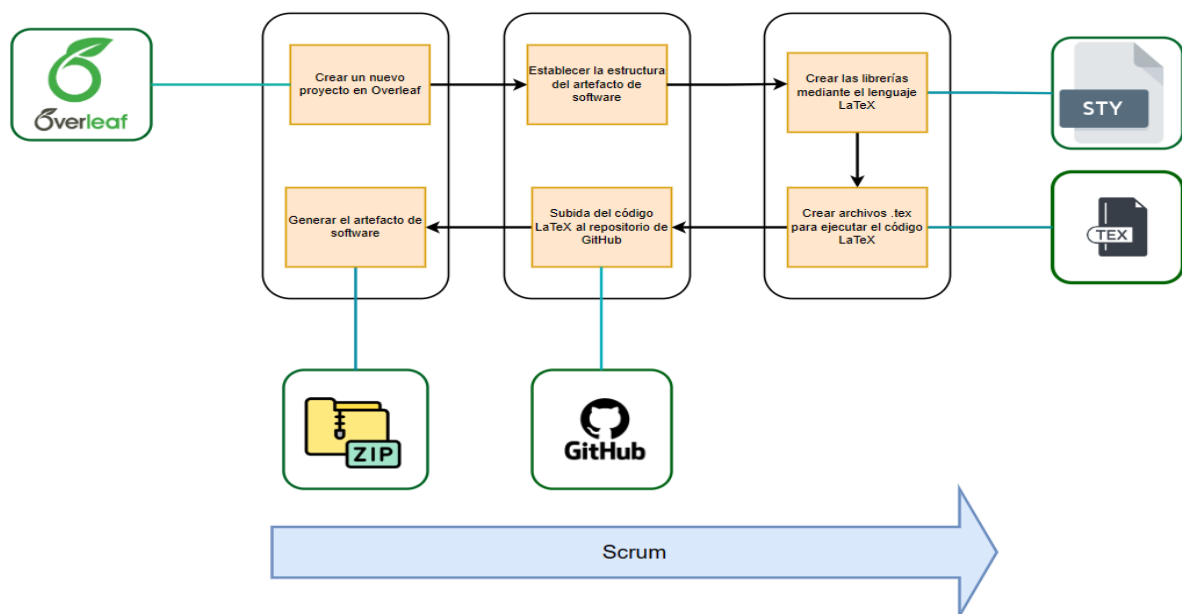 Overleaf
Crear un nuevo
proyecto en Overleaf
Establecer la estructura
del artefacto de
software
Crear las librerías
mediante el lenguaje
LaTeX
STY
Generar el artefacto de
software
Subida del código
LaTeX al repositorio de
GitHub
Crear archivos .tex
para ejecutar el código
LaTeX
TEX
ZIP
GitHub
Scrum